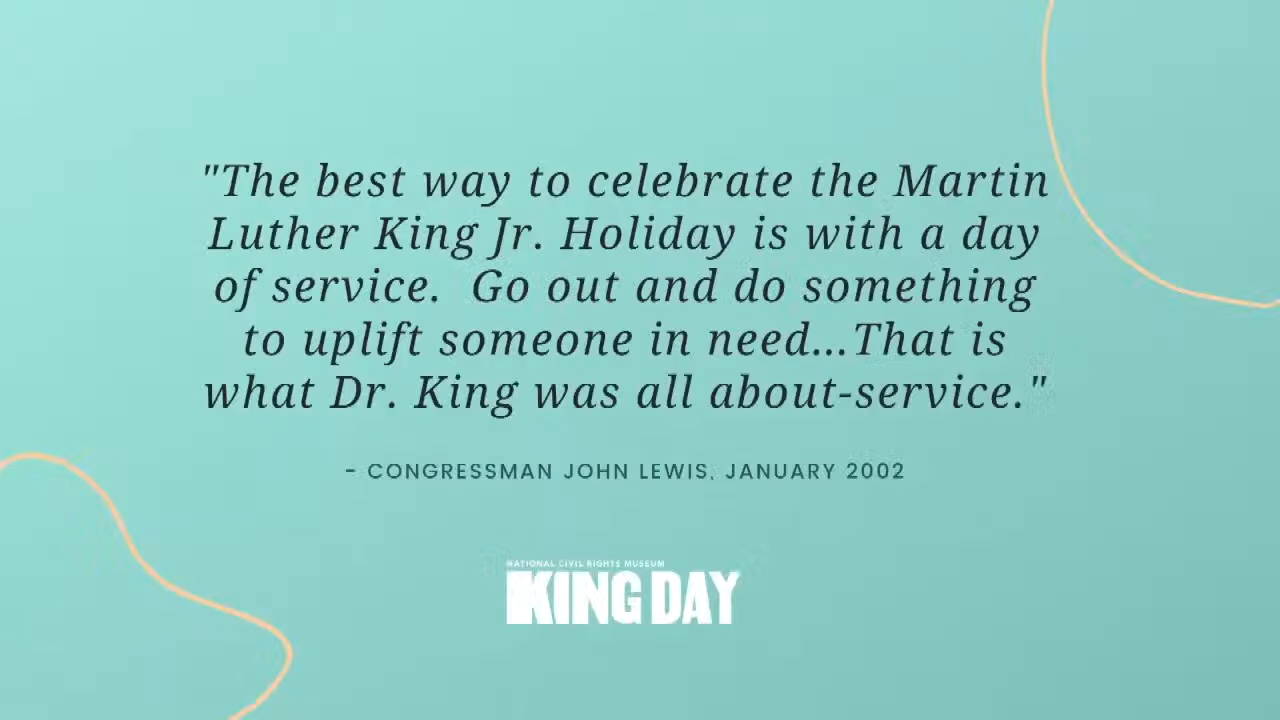 "The best way to celebrate the Martin
Luther King Jr. Holiday is with a day
of service.  Go out and do something
to uplift someone in need...That is
what Dr. King was all about-service."
- CONGRESSMAN JOHN LEWIS, JANUARY 2002
NATIONAL CIVIL RIGHTS MUSEUM
KING DAY